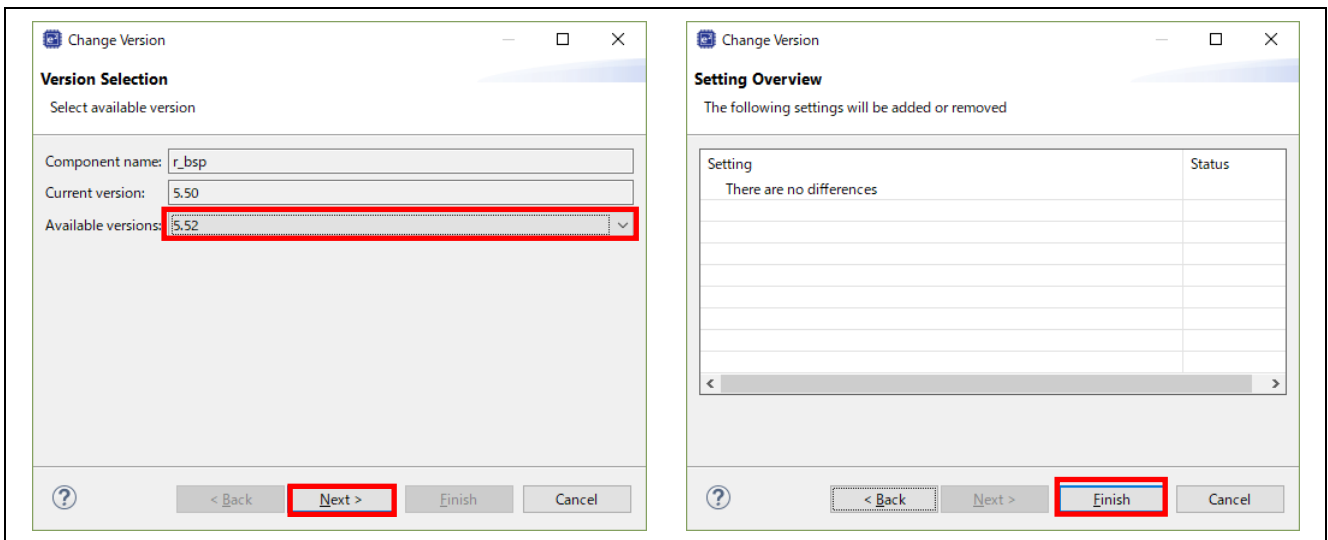 Change Version
Version Selection
Select available version
Component name: r_bsp
Current version: 5.50
Available versions: 5.52
? < Back Next > Finish Cancel
Change Version
Setting Overview
The following settings will be added or removed
Setting Status
There are no differences
? < Back Next > Finish Cancel